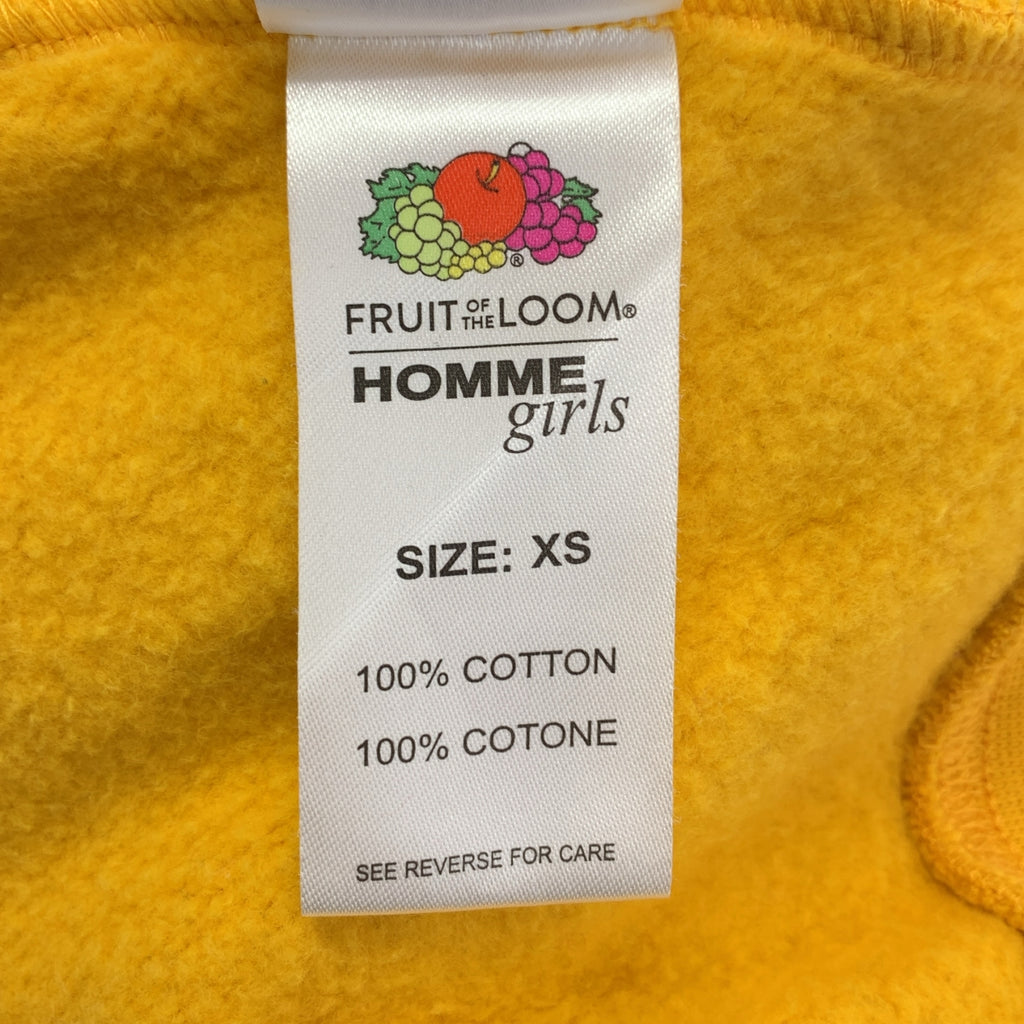 FRUIT OF THE LOOM®
HOMME
girls
SIZE: XS
100% COTTON
100% COTONE
SEE REVERSE FOR CARE